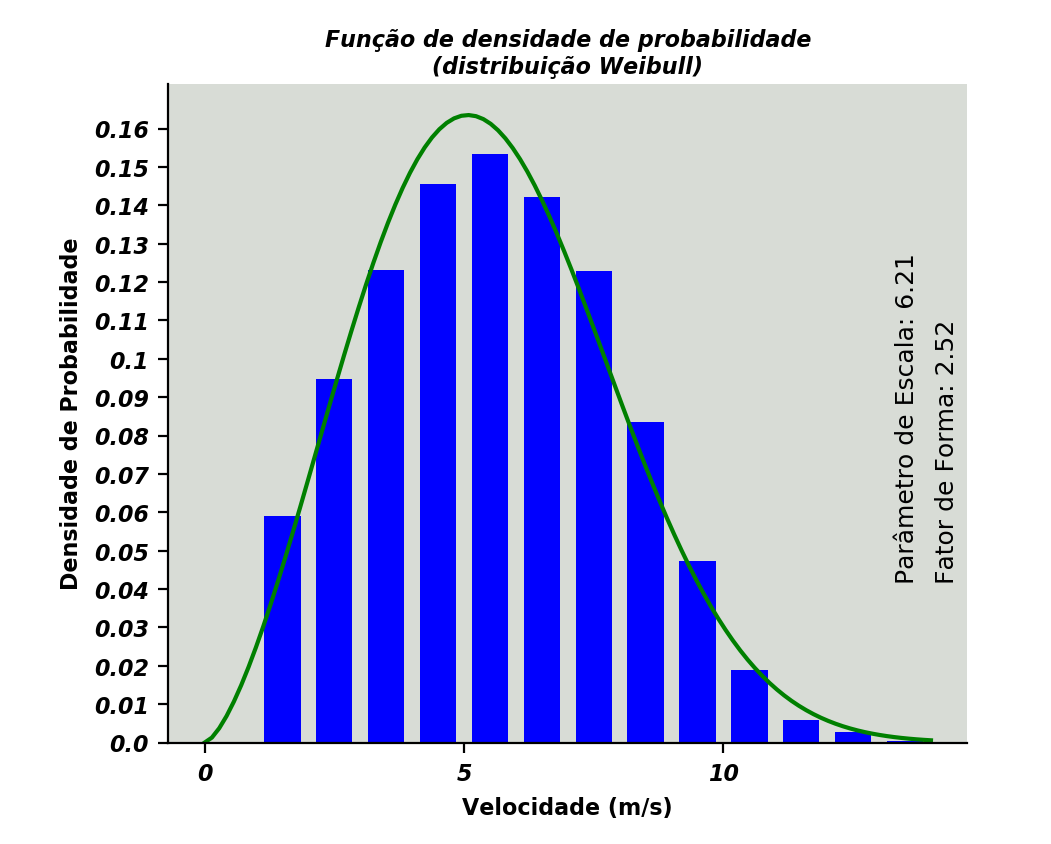 Função de densidade de probabilidade
(distribuição Weibull)
Densidade de Probabilidade
0.16
0.15
0.14
0.13
0.12
0.11
0.1
0.09
0.08
0.07
0.06
0.05
0.04
0.03
0.02
0.01
0.0
0 5 10
Velocidade (m/s)
Parâmetro de Escala: 6.21
Fator de Forma: 2.52